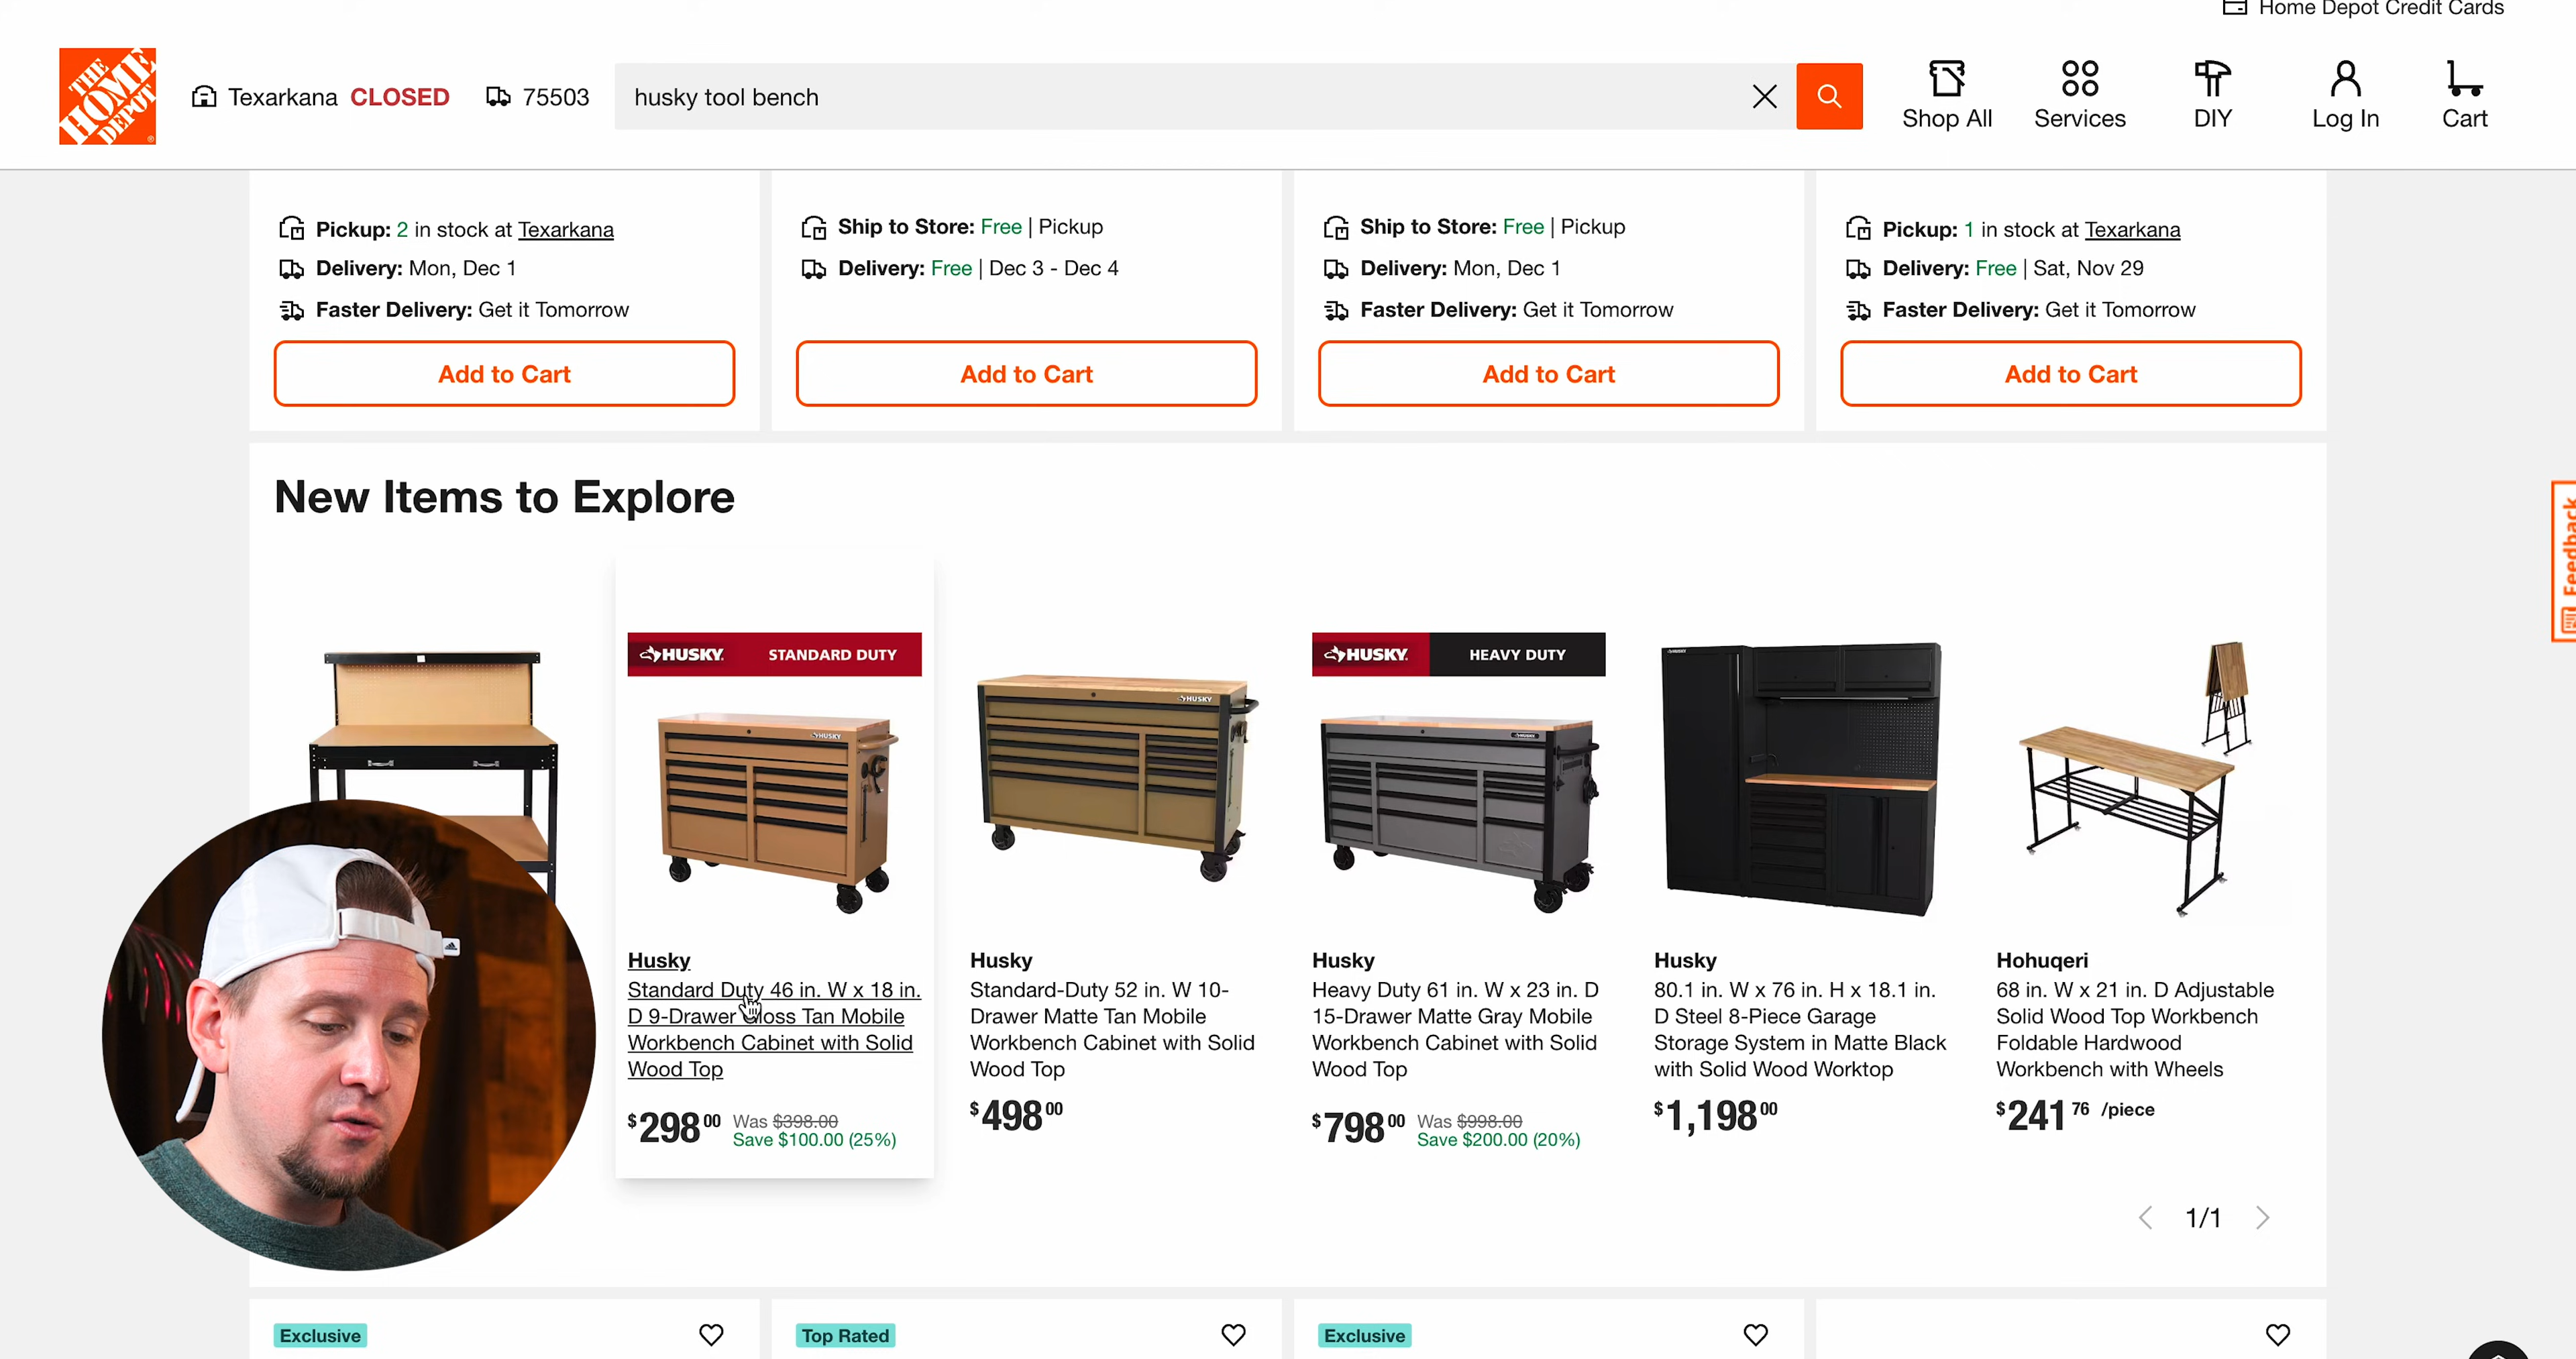 Home Depot Credit Cards
THE HOME DEPOT
Texarkana CLOSED
75503
husky tool bench
Shop All
Services
DIY
Log In
Cart
Pickup: 2 in stock at Texarkana
Delivery: Mon, Dec 1
Faster Delivery: Get it Tomorrow
Add to Cart
Ship to Store: Free | Pickup
Delivery: Free | Dec 3 - Dec 4
Add to Cart
Ship to Store: Free | Pickup
Delivery: Mon, Dec 1
Faster Delivery: Get it Tomorrow
Add to Cart
Pickup: 1 in stock at Texarkana
Delivery: Free | Sat, Nov 29
Faster Delivery: Get it Tomorrow
Add to Cart
Feedback
New Items to Explore
HUSKY STANDARD DUTY
HUSKY
Husky
Standard Duty 46 in. W x 18 in.
D 9-Drawer Moss Tan Mobile
Workbench Cabinet with Solid
Wood Top
$298 00 Was $398.00
Save $100.00 (25%)
HUSKY
Husky
Standard-Duty 52 in. W 10-
Drawer Matte Tan Mobile
Workbench Cabinet with Solid
Wood Top
$498 00
HUSKY HEAVY DUTY
Husky
Heavy Duty 61 in. W x 23 in. D
15-Drawer Matte Gray Mobile
Workbench Cabinet with Solid
Wood Top
$798 00 Was $998.00
Save $200.00 (20%)
Husky
80.1 in. W x 76 in. H x 18.1 in.
D Steel 8-Piece Garage
Storage System in Matte Black
with Solid Wood Worktop
$1,198 00
Hohuqeri
68 in. W x 21 in. D Adjustable
Solid Wood Top Workbench
Foldable Hardwood
Workbench with Wheels
$241 76 /piece
1/1
Exclusive
Top Rated
Exclusive